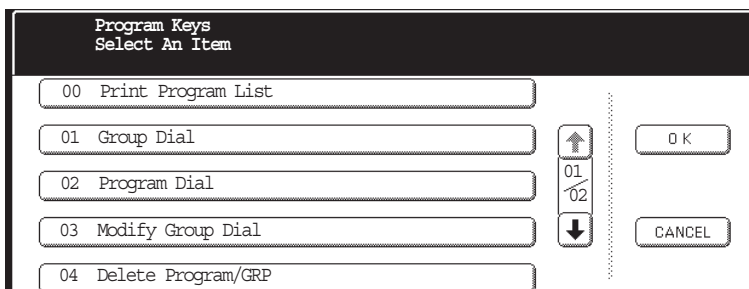 Program Keys
Select An Item
00 Print Program List
01 Group Dial
02 Program Dial
03 Modify Group Dial
04 Delete Program/GRP
01/02
OK
CANCEL